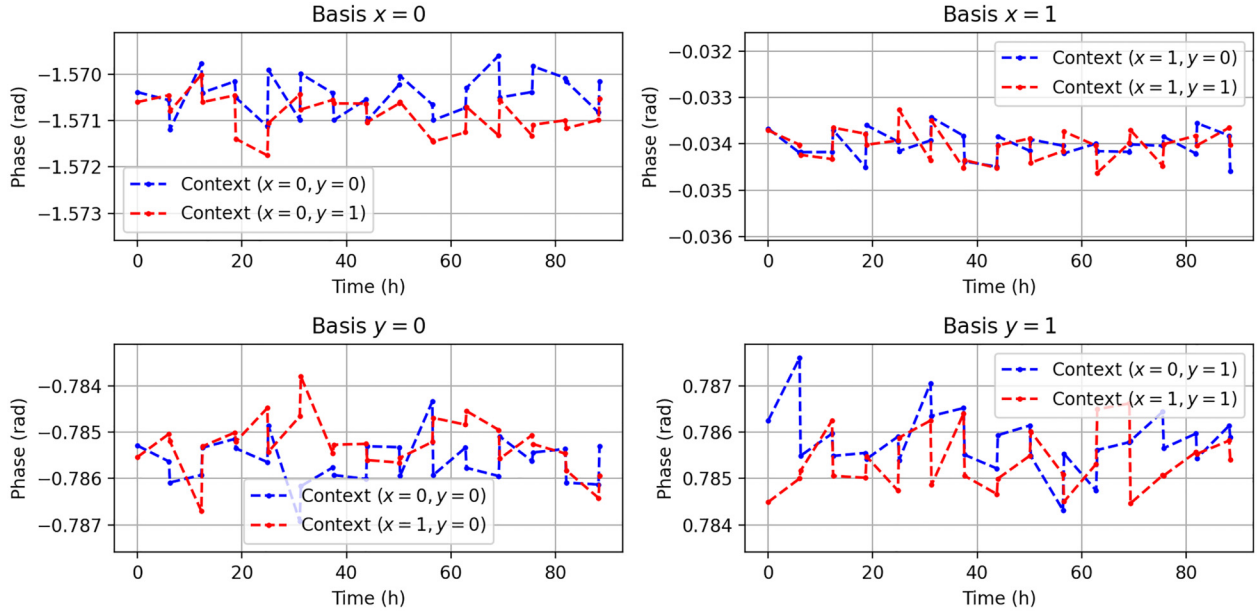 Basis x = 0
Phase (rad)
−1.570
−1.571
−1.572
−1.573
Context (x = 0, y = 0)
Context (x = 0, y = 1)
0 20 40 60 80
Time (h)
Basis x = 1
Phase (rad)
−0.032
−0.033
−0.034
−0.035
−0.036
Context (x = 1, y = 0)
Context (x = 1, y = 1)
0 20 40 60 80
Time (h)
Basis y = 0
Phase (rad)
−0.784
−0.785
−0.786
−0.787
Context (x = 0, y = 0)
Context (x = 1, y = 0)
0 20 40 60 80
Time (h)
Basis y = 1
Phase (rad)
0.787
0.786
0.785
0.784
Context (x = 0, y = 1)
Context (x = 1, y = 1)
0 20 40 60 80
Time (h)